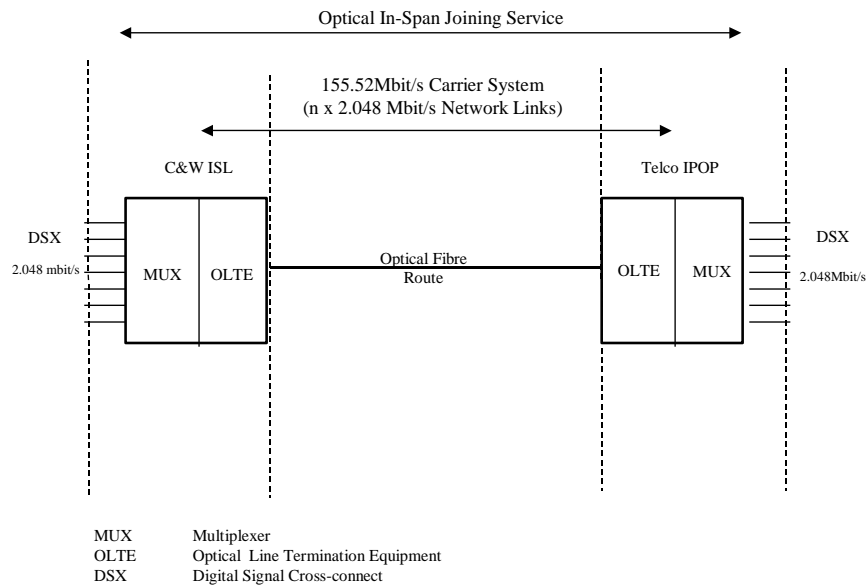 Optical In-Span Joining Service
155.52Mbit/s Carrier System
(n x 2.048 Mbit/s Network Links)
C&W ISL
Telco IPOP
DSX
2.048 mbit/s
MUX
OLTE
Optical Fibre
Route
OLTE
MUX
DSX
2.048Mbit/s
MUX Multiplexer
OLTE Optical Line Termination Equipment
DSX Digital Signal Cross-connect